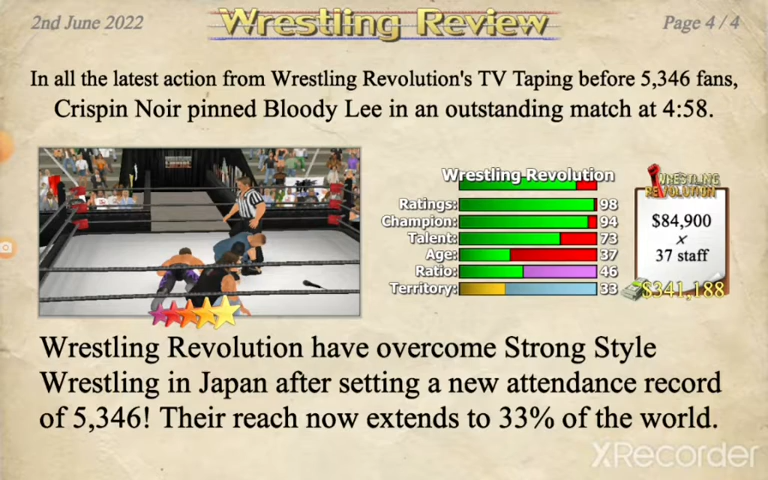 2nd June 2022
Wrestling Review
Page 4 / 4
In all the latest action from Wrestling Revolution's TV Taping before 5,346 fans,
Crispin Noir pinned Bloody Lee in an outstanding match at 4:58.
Wrestling Revolution
Ratings: 98
Champion: 94
Talent: 73
Age: 37
Ratio: 46
Territory: 33
WRESTLING
REVOLUTION
$84,900
x
37 staff
$341,188
Wrestling Revolution have overcome Strong Style
Wrestling in Japan after setting a new attendance record
of 5,346! Their reach now extends to 33% of the world.
XRecorder